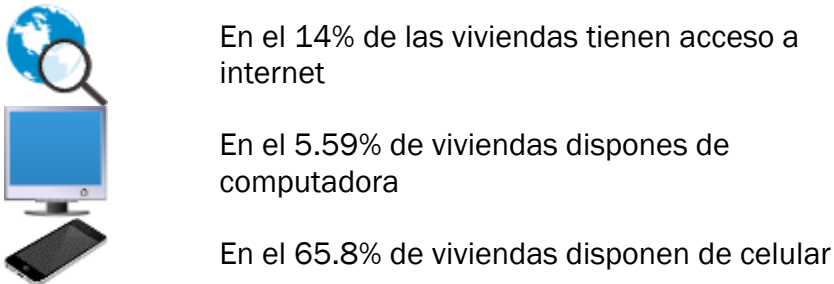 En el 14% de las viviendas tienen acceso a
internet
En el 5.59% de viviendas dispones de
computadora
En el 65.8% de viviendas disponen de celular